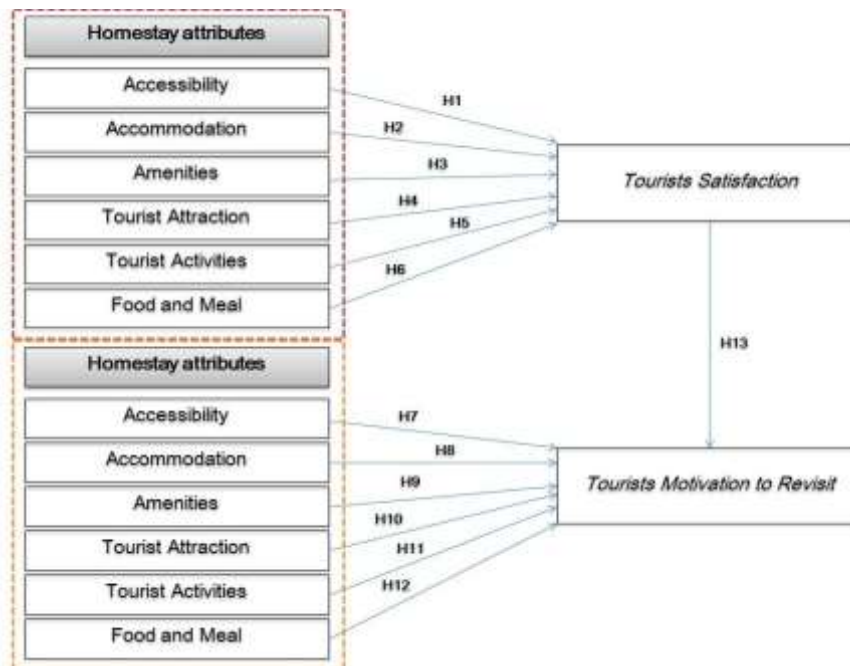 Homestay attributes
Accessibility
Accommodation
Amenities
Tourist Attraction
Tourist Activities
Food and Meal
H1
H2
H3
H4
H5
H6
Tourists Satisfaction
H13
Homestay attributes
Accessibility
Accommodation
Amenities
Tourist Attraction
Tourist Activities
Food and Meal
H7
H8
H9
H10
H11
H12
Tourists Motivation to Revisit